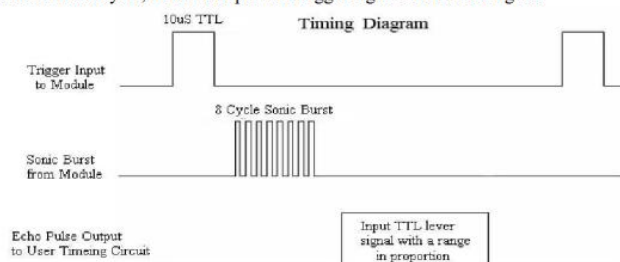 10uS TTL
Timing Diagram
Trigger Input
to Module
8 Cycle Sonic Burst
Sonic Burst
from Module
Echo Pulse Output
to User Timeing Circuit
Input TTL lever
signal with a range
in proportion